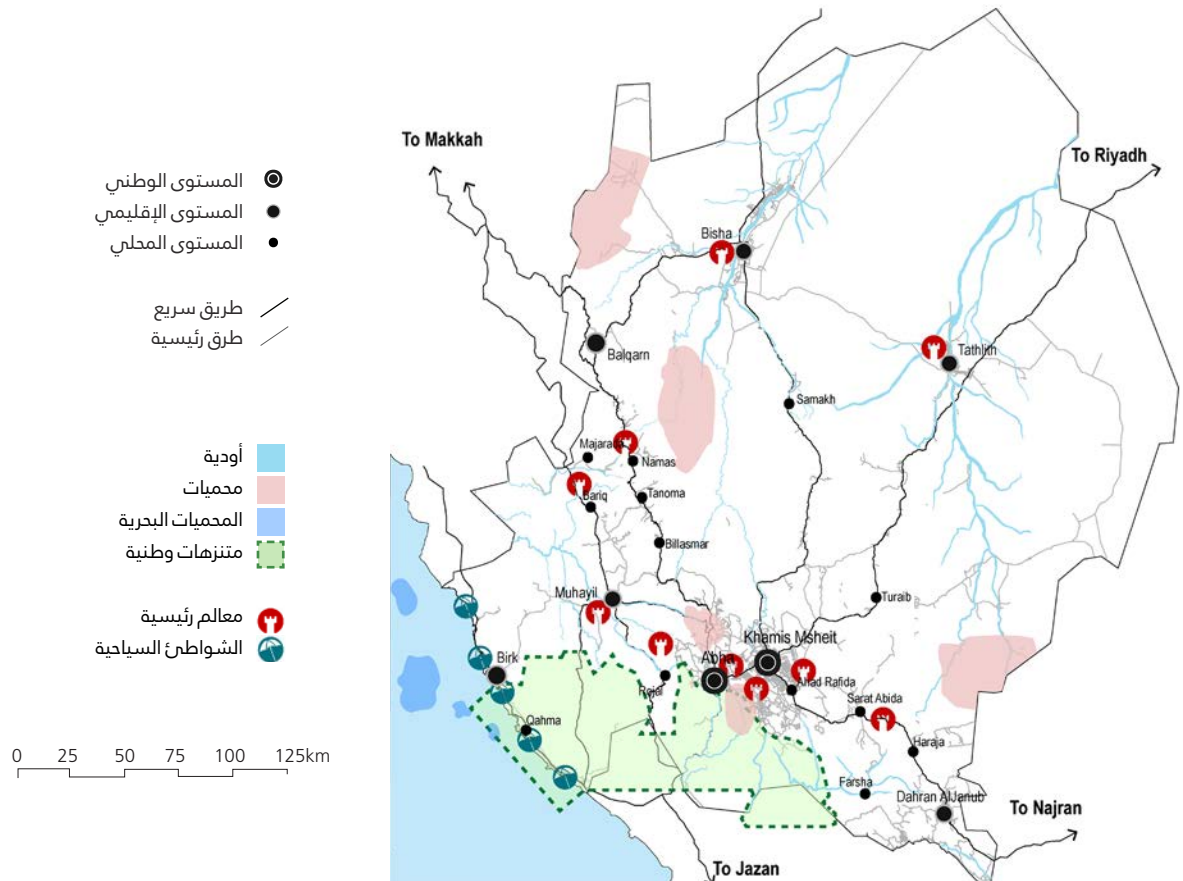 المستوى الوطني
المستوى الإقليمي
المستوى المحلي
طريق سريع
طرق رئيسية
أودية
محميات
المحميات البحرية
متنزهات وطنية
معالم رئيسية
الشواطئ السياحية
0 25 50 75 100 125km
To Makkah
To Riyadh
Bisha
Balqarn
Tathlith
Samakh
Majarada
Namas
Bariq
Tanoma
Billasmar
Muhayil
Turaib
Khamis Msheit
Birk
Abha
Rejal
Ahad Rafida
Sarat Abida
Qahma
Haraja
Farsha
Dahran AlJanub
To Najran
To Jazan